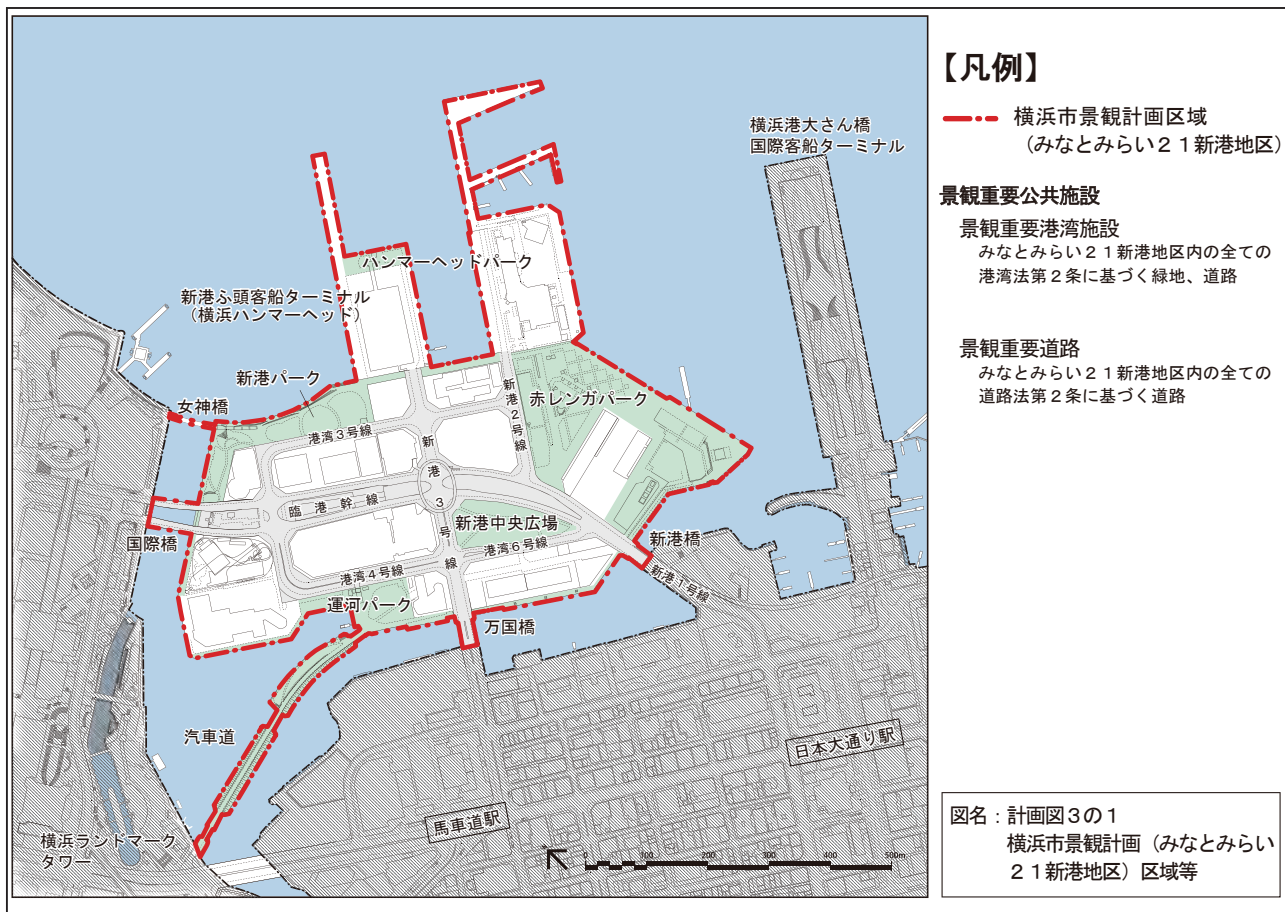 【凡例】
横浜市景観計画区域
（みなとみらい２１新港地区）
景観重要公共施設
景観重要港湾施設
みなとみらい２１新港地区内の全ての
港湾法第２条に基づく緑地、道路
景観重要道路
みなとみらい２１新港地区内の全ての
道路法第２条に基づく道路
横浜港大さん橋
国際客船ターミナル
ハンマーヘッドパーク
新港ふ頭客船ターミナル
（横浜ハンマーヘッド）
新港パーク
女神橋
赤レンガパーク
新港２号線
港湾３号線
新港３号線
臨港幹線
新港中央広場
国際橋
港湾６号線
新港橋
港湾４号線
新港１号線
運河パーク
万国橋
汽車道
日本大通り駅
馬車道駅
横浜ランドマーク
タワー
0 100 200 300 400 500m
図名：計画図３の１
横浜市景観計画（みなとみらい
２１新港地区）区域等